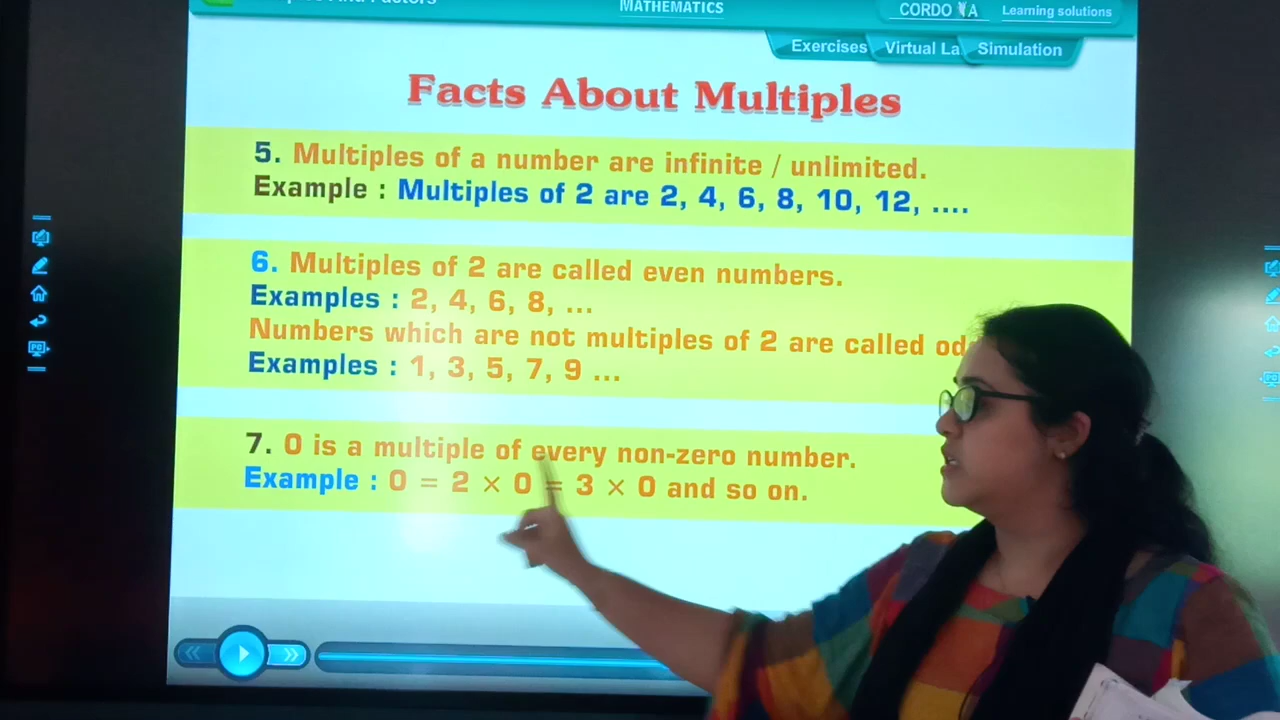 MATHEMATICS
CORDO A Learning solutions
Exercises Virtual La Simulation
Facts About Multiples
5. Multiples of a number are infinite / unlimited.
Example : Multiples of 2 are 2, 4, 6, 8, 10, 12, ....
6. Multiples of 2 are called even numbers.
Examples : 2, 4, 6, 8, ...
Numbers which are not multiples of 2 are called od
Examples : 1, 3, 5, 7, 9 ...
7. 0 is a multiple of every non-zero number.
Example : 0 = 2 × 0 = 3 × 0 and so on.